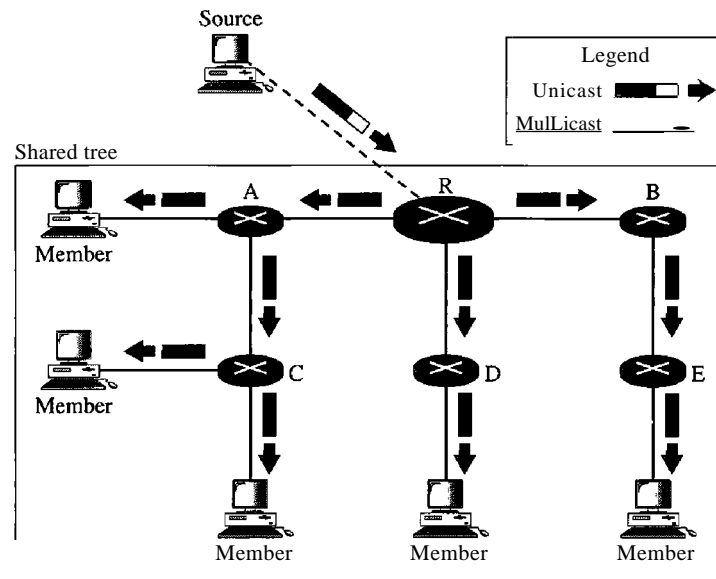 Source
Legend
Unicast
MulLicast
Shared tree
A
R
B
Member
C
D
E
Member
Member
Member
Member